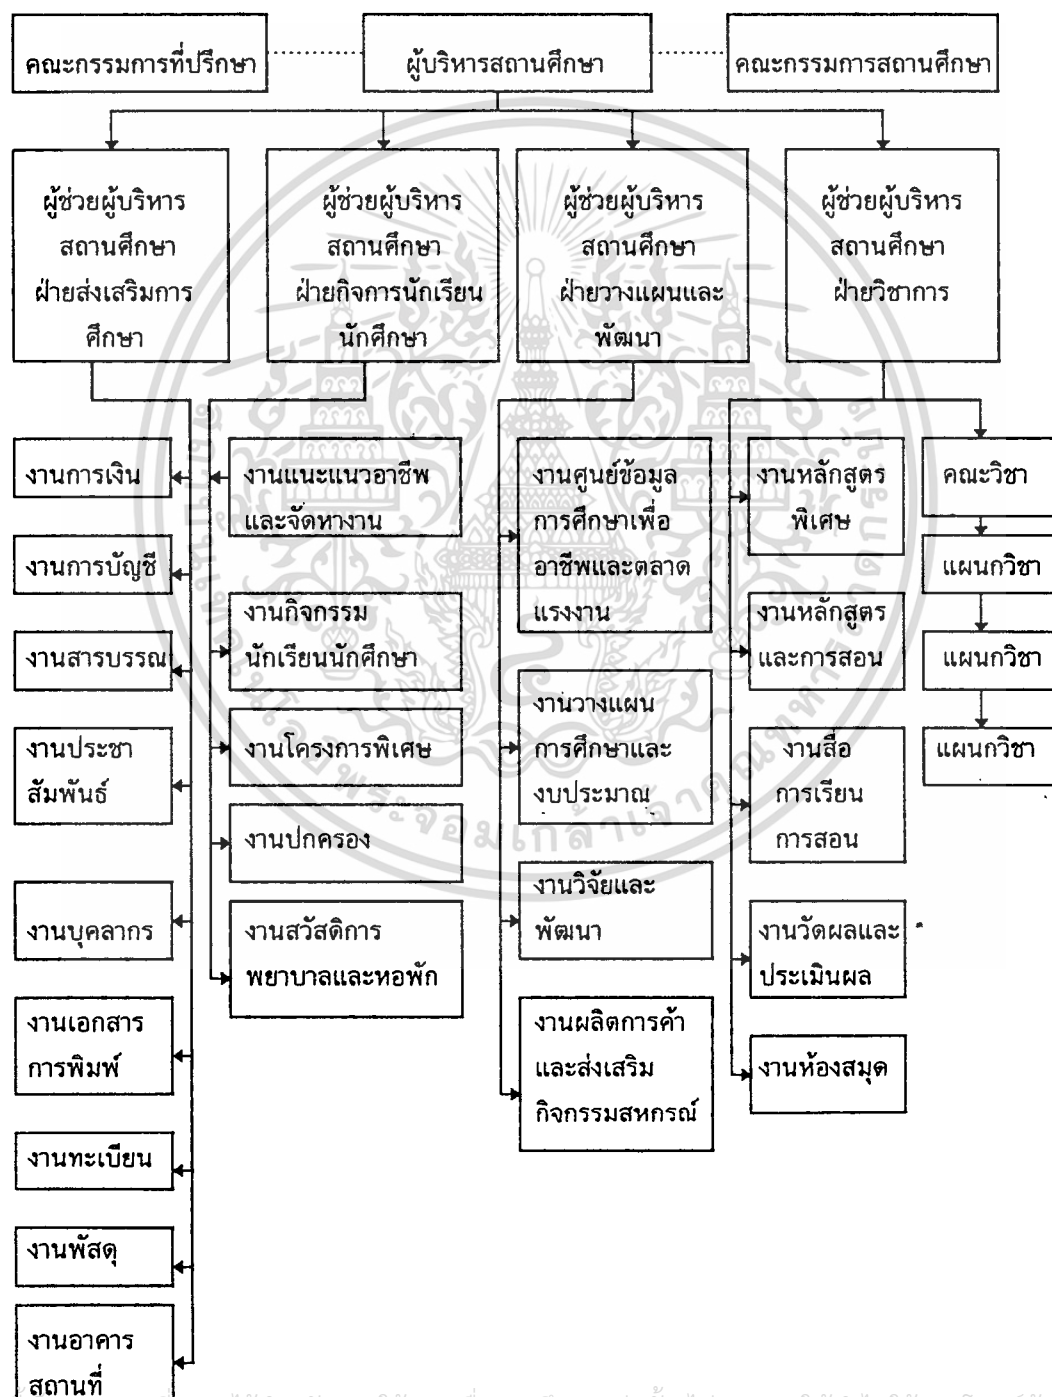 คณะกรรมการที่ปรึกษา
ผู้บริหารสถานศึกษา
คณะกรรมการสถานศึกษา
ผู้ช่วยผู้บริหาร
สถานศึกษา
ฝ่ายส่งเสริมการ
ศึกษา
ผู้ช่วยผู้บริหาร
สถานศึกษา
ฝ่ายกิจการนักเรียน
นักศึกษา
ผู้ช่วยผู้บริหาร
สถานศึกษา
ฝ่ายวางแผนและ
พัฒนา
ผู้ช่วยผู้บริหาร
สถานศึกษา
ฝ่ายวิชาการ
งานการเงิน
งานการบัญชี
งานสารบรรณ
งานประชา
สัมพันธ์
งานบุคลากร
งานเอกสาร
การพิมพ์
งานทะเบียน
งานพัสดุ
งานอาคาร
สถานที่
งานแนะแนวอาชีพ
และจัดหางาน
งานกิจกรรม
นักเรียนนักศึกษา
งานโครงการพิเศษ
งานปกครอง
งานสวัสดิการ
พยาบาลและหอพัก
งานศูนย์ข้อมูล
การศึกษาเพื่อ
อาชีพและตลาด
แรงงาน
งานวางแผน
การศึกษาและ
งบประมาณ
งานวิจัยและ
พัฒนา
งานผลิตการค้า
และส่งเสริม
กิจกรรมสหกรณ์
งานหลักสูตร
พิเศษ
งานหลักสูตร
และการสอน
งานสื่อ
การเรียน
การสอน
งานวัดผลและ
ประเมินผล
งานห้องสมุด
คณะวิชา
แผนกวิชา
แผนกวิชา
แผนกวิชา
พระจอมเกล้าเจ้าคุณทหารลาดกระบัง